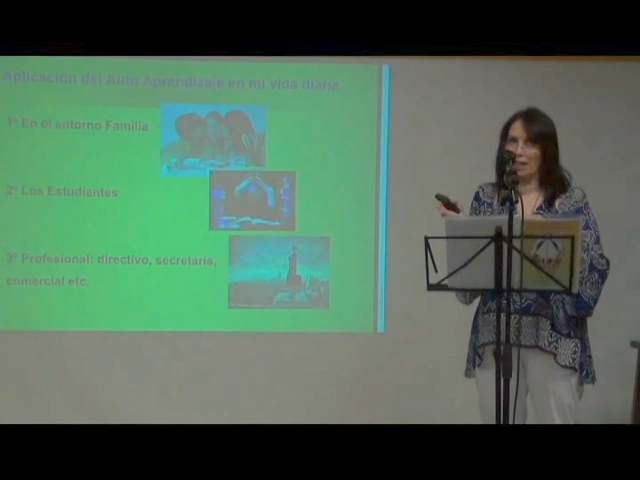 Aplicación del Auto Aprendizaje en mi vida diaria
1º En el entorno Familia
2º Los Estudiantes
3º Profesional: directivo, secretaria,
comercial etc.